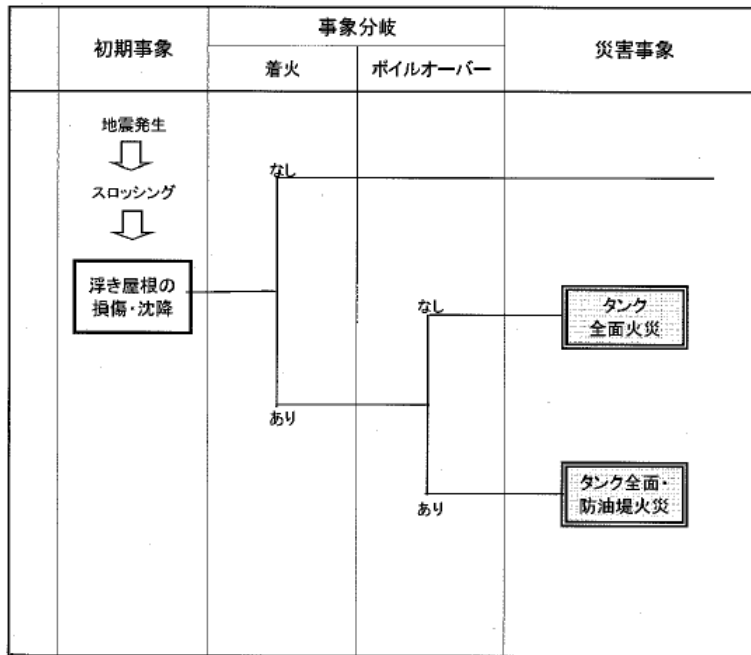 初期事象
事象分岐
災害事象
着火
ボイルオーバー
地震発生
スロッシング
浮き屋根の
損傷・沈降
なし
あり
なし
あり
タンク
全面火災
タンク全面・
防油堤火災